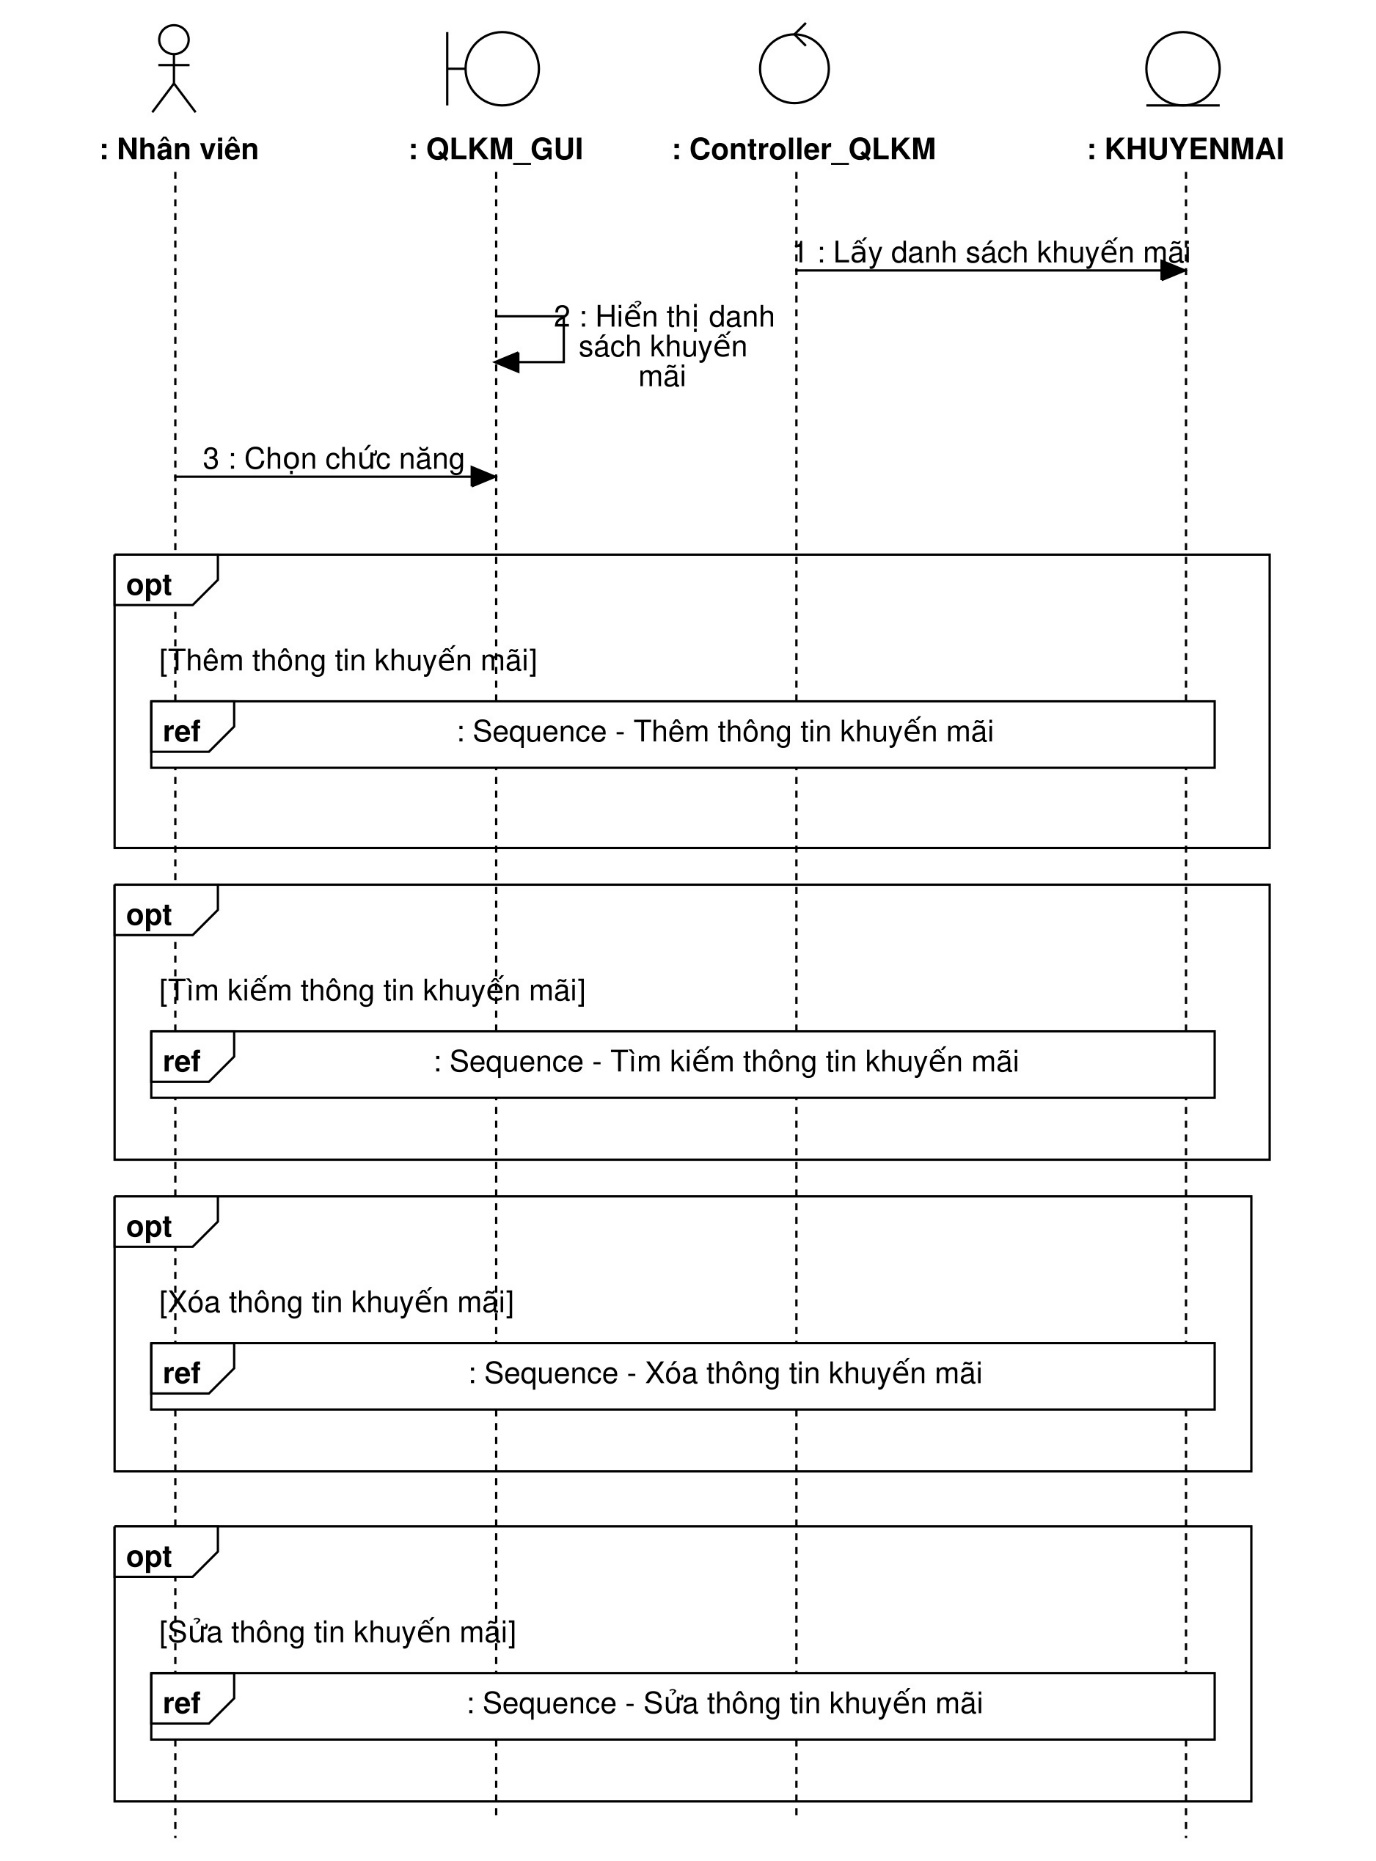 : Nhân viên
: QLKM_GUI
: Controller_QLKM
: KHUYENMAI
1 : Lấy danh sách khuyến mãi
2 : Hiển thị danh
sách khuyến
mãi
3 : Chọn chức năng
opt
[Thêm thông tin khuyến mãi]
ref
: Sequence - Thêm thông tin khuyến mãi
opt
[Tìm kiếm thông tin khuyến mãi]
ref
: Sequence - Tìm kiếm thông tin khuyến mãi
opt
[Xóa thông tin khuyến mãi]
ref
: Sequence - Xóa thông tin khuyến mãi
opt
[Sửa thông tin khuyến mãi]
ref
: Sequence - Sửa thông tin khuyến mãi